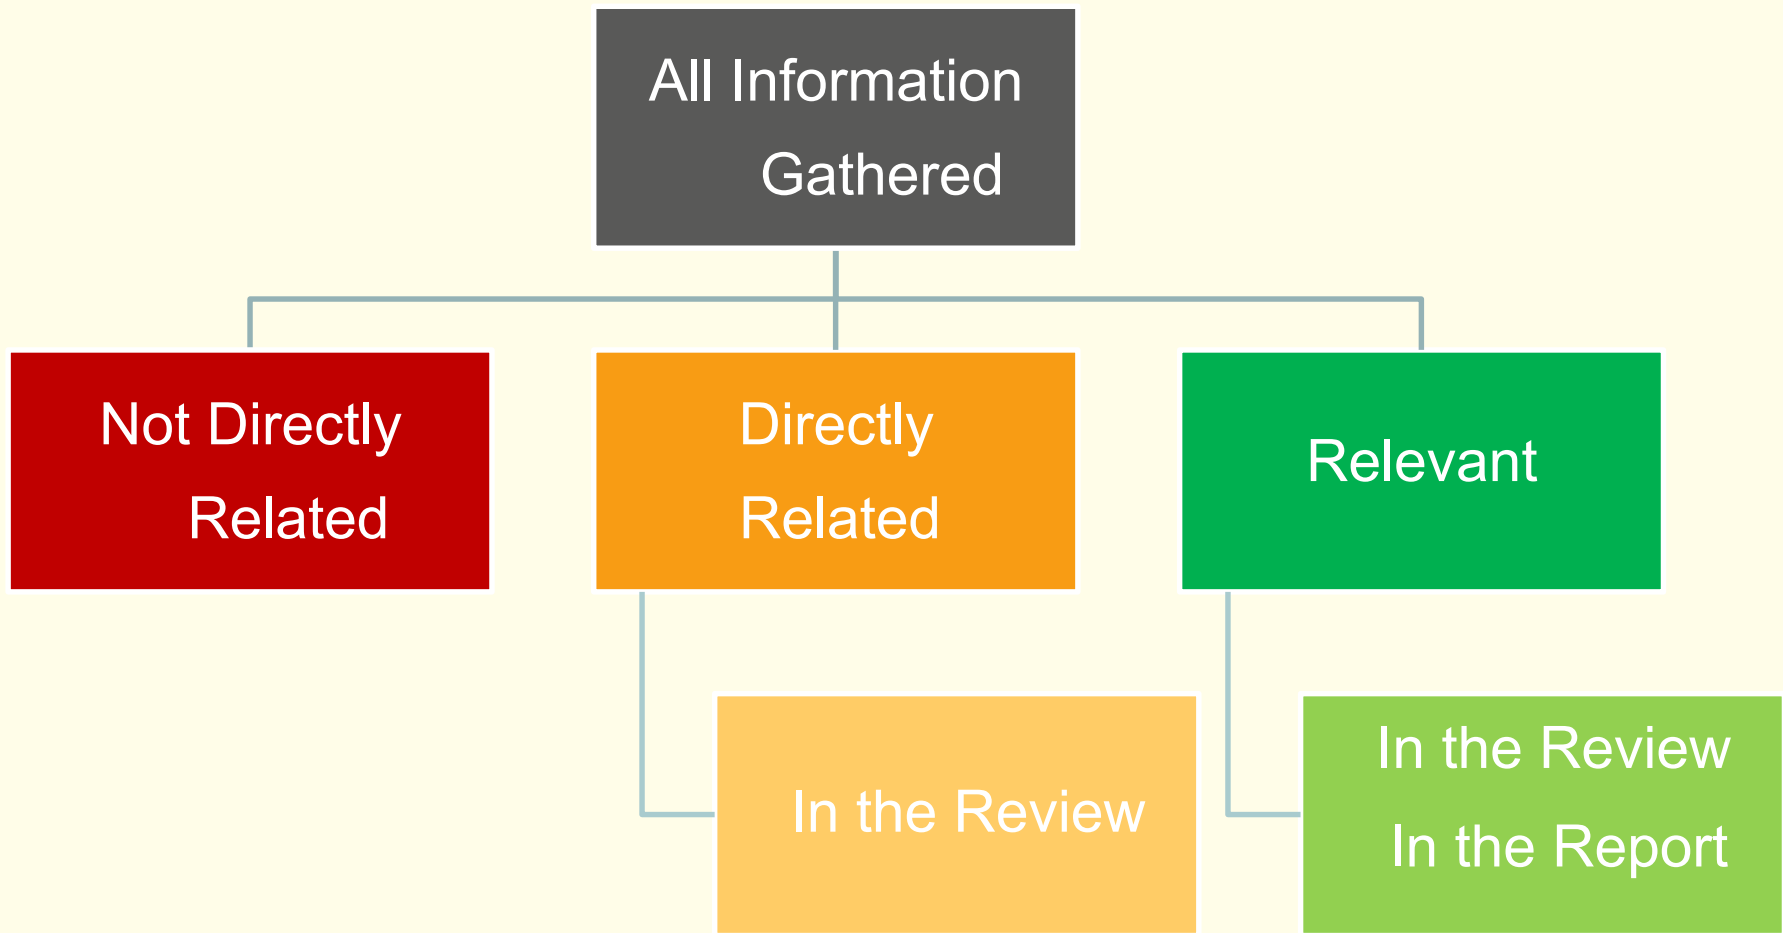 All Information
Gathered
Not Directly
Related
Directly
Related
Relevant
In the Review
In the Review
In the Report